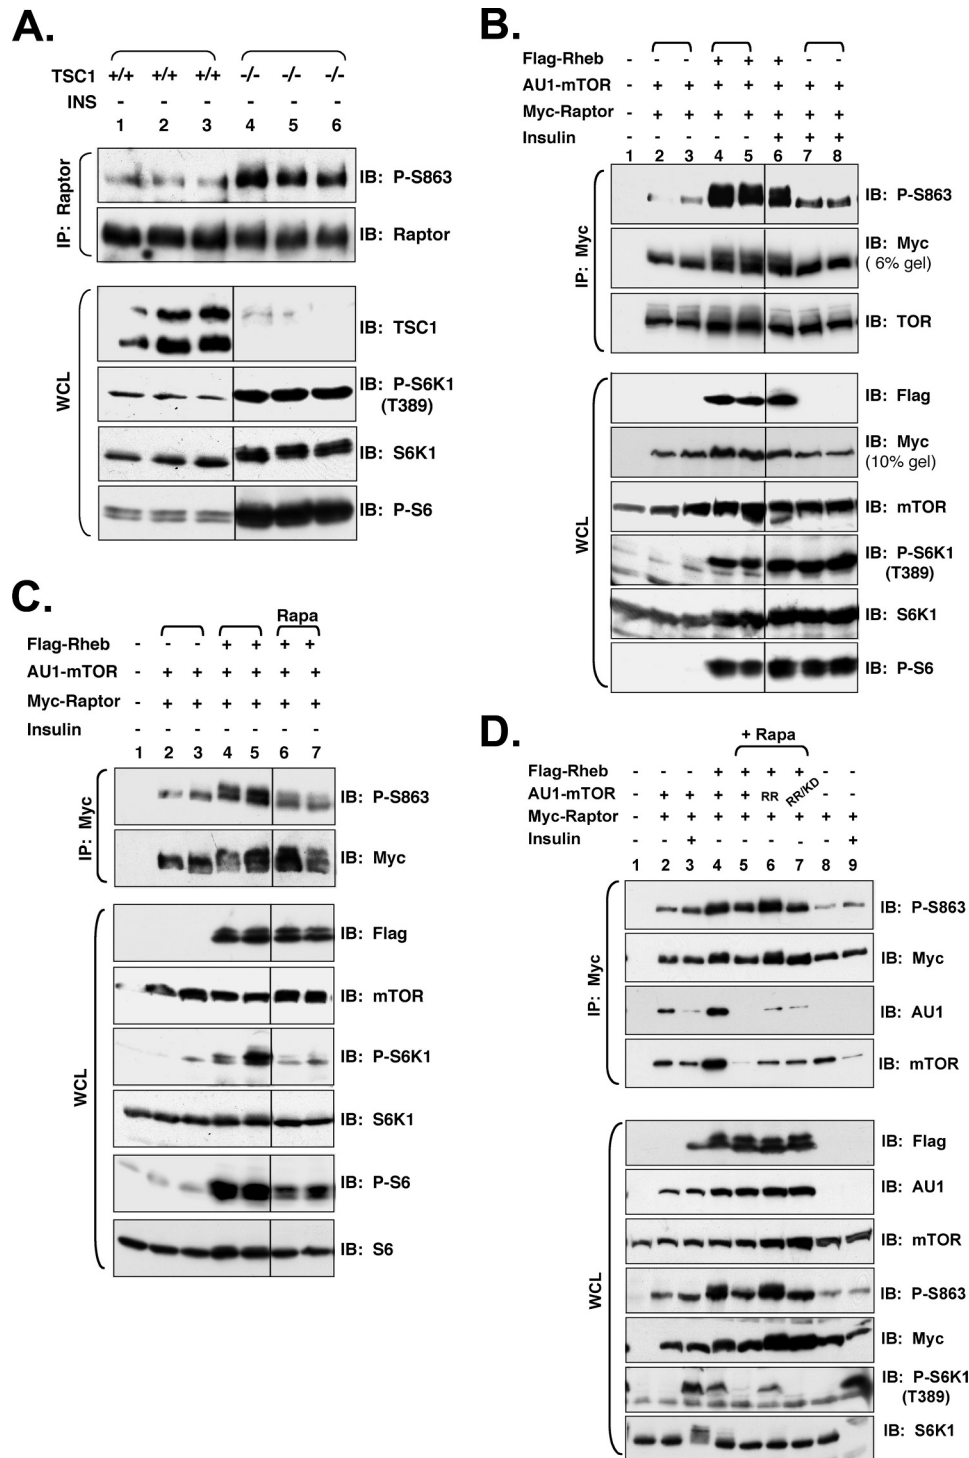 A.
TSC1 +/+ +/+ +/+ -/- -/- -/-
INS - - - - - -
1 2 3 4 5 6
IP: Raptor
IB: P-S863
IB: Raptor
WCL
IB: TSC1
IB: P-S6K1
(T389)
IB: S6K1
IB: P-S6
B.
Flag-Rheb - - - + + + - -
AU1-mTOR - + + + + + + +
Myc-Raptor - + + + + + + +
Insulin - - - - - + + +
1 2 3 4 5 6 7 8
IP: Myc
IB: P-S863
IB: Myc
( 6% gel)
IB: TOR
WCL
IB: Flag
IB: Myc
(10% gel)
IB: mTOR
IB: P-S6K1
(T389)
IB: S6K1
IB: P-S6
C.
Rapa
Flag-Rheb - - - + + + +
AU1-mTOR - + + + + + +
Myc-Raptor - + + + + + +
Insulin - - - - - - -
1 2 3 4 5 6 7
IP: Myc
IB: P-S863
IB: Myc
WCL
IB: Flag
IB: mTOR
IB: P-S6K1
IB: S6K1
IB: P-S6
IB: S6
D.
+ Rapa
Flag-Rheb - - - + + + + - -
AU1-mTOR - + + + + RR RR/KD - -
Myc-Raptor - + + + + + + + +
Insulin - - + - - - - - +
1 2 3 4 5 6 7 8 9
IP: Myc
IB: P-S863
IB: Myc
IB: AU1
IB: mTOR
WCL
IB: Flag
IB: AU1
IB: mTOR
IB: P-S863
IB: Myc
IB: P-S6K1
(T389)
IB: S6K1